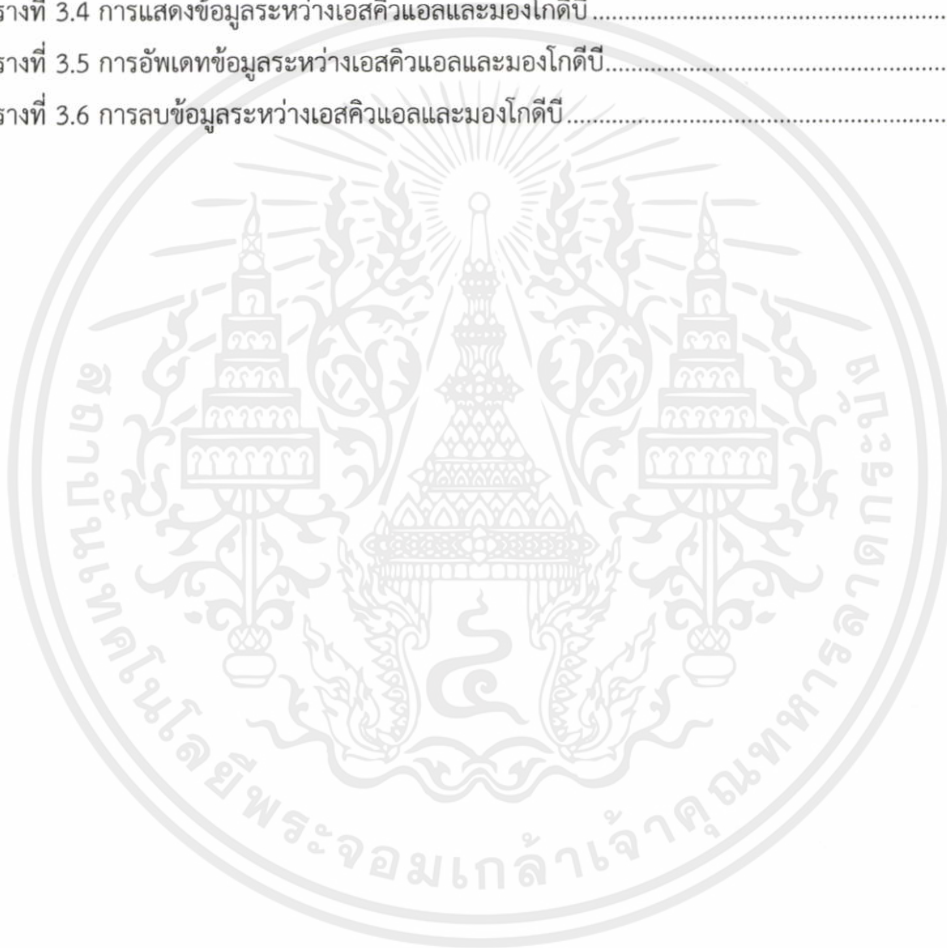 รางที่ 3.4 การแสดงข้อมูลระหว่างเอสคิวแอลและมองโกดีบี
รางที่ 3.5 การอัพเดทข้อมูลระหว่างเอสคิวแอลและมองโกดีบี
รางที่ 3.6 การลบข้อมูลระหว่างเอสคิวแอลและมองโกดีบี
สถาบันเทคโนโลยีพระจอมเกล้าเจ้าคุณทหารลาดกระบัง
๔